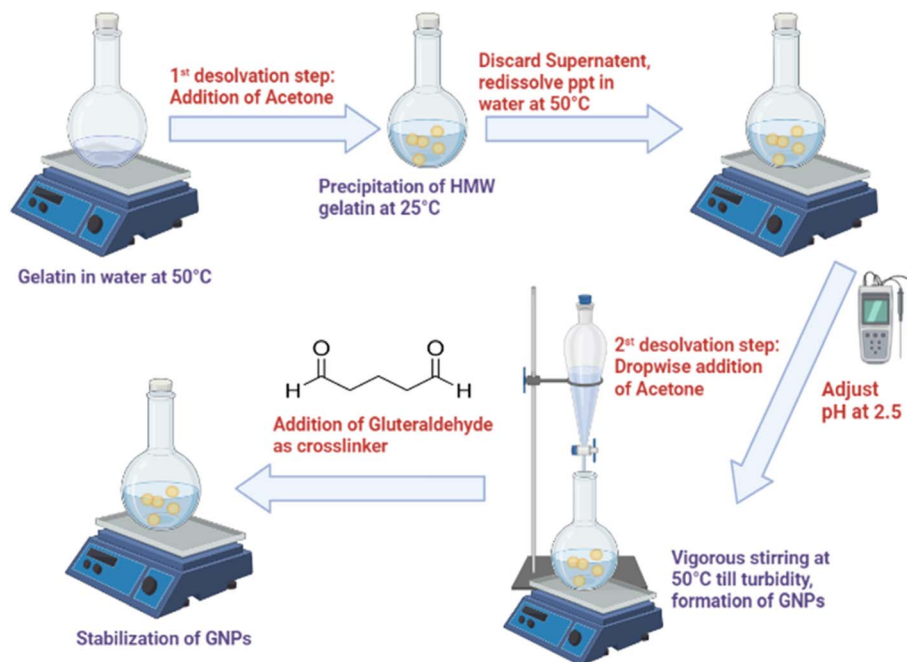 1st desolvation step:
Addition of Acetone
Discard Supernatent,
redissolve ppt in
water at 50°C
Precipitation of HMW
gelatin at 25°C
Gelatin in water at 50°C
Adjust
pH at 2.5
2st desolvation step:
Dropwise addition
of Acetone
O O
H H
Addition of Gluteraldehyde
as crosslinker
Vigorous stirring at
50°C till turbidity,
formation of GNPs
Stabilization of GNPs